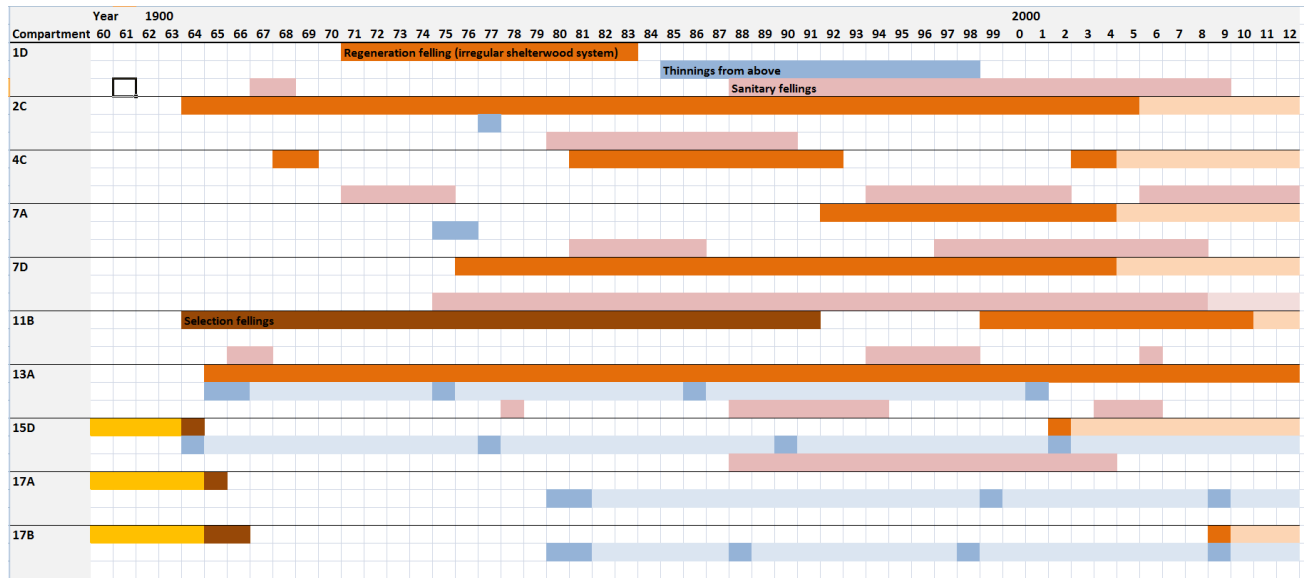 Year 1900 2000
Compartment 60 61 62 63 64 65 66 67 68 69 70 71 72 73 74 75 76 77 78 79 80 81 82 83 84 85 86 87 88 89 90 91 92 93 94 95 96 97 98 99 0 1 2 3 4 5 6 7 8 9 10 11 12
1D Regeneration felling (irregular shelterwood system)
Thinnings from above
Sanitary fellings
2C
4C
7A
7D
11B Selection fellings
13A
15D
17A
17B